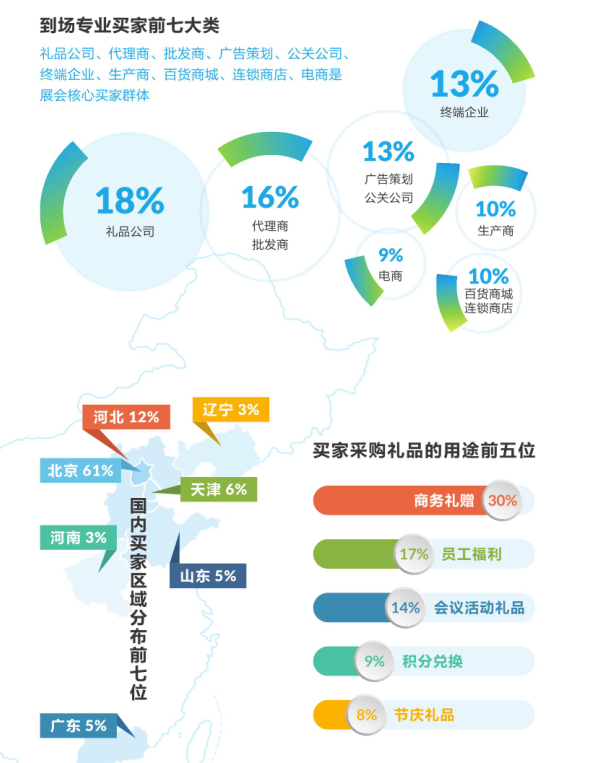 到场专业买家前七大类
礼品公司、代理商、批发商、广告策划、公关公司、
终端企业、生产商、百货商城、连锁商店、电商是
展会核心买家群体
13%
终端企业
18%
礼品公司
16%
代理商
批发商
13%
广告策划
公关公司
10%
生产商
9%
电商
10%
百货商城
连锁商店
河北 12%
辽宁 3%
北京 61%
天津 6%
河南 3%
山东 5%
广东 5%
国内买家区域分布前七位
买家采购礼品的用途前五位
商务礼赠 30%
17% 员工福利
14% 会议活动礼品
9% 积分兑换
8% 节庆礼品